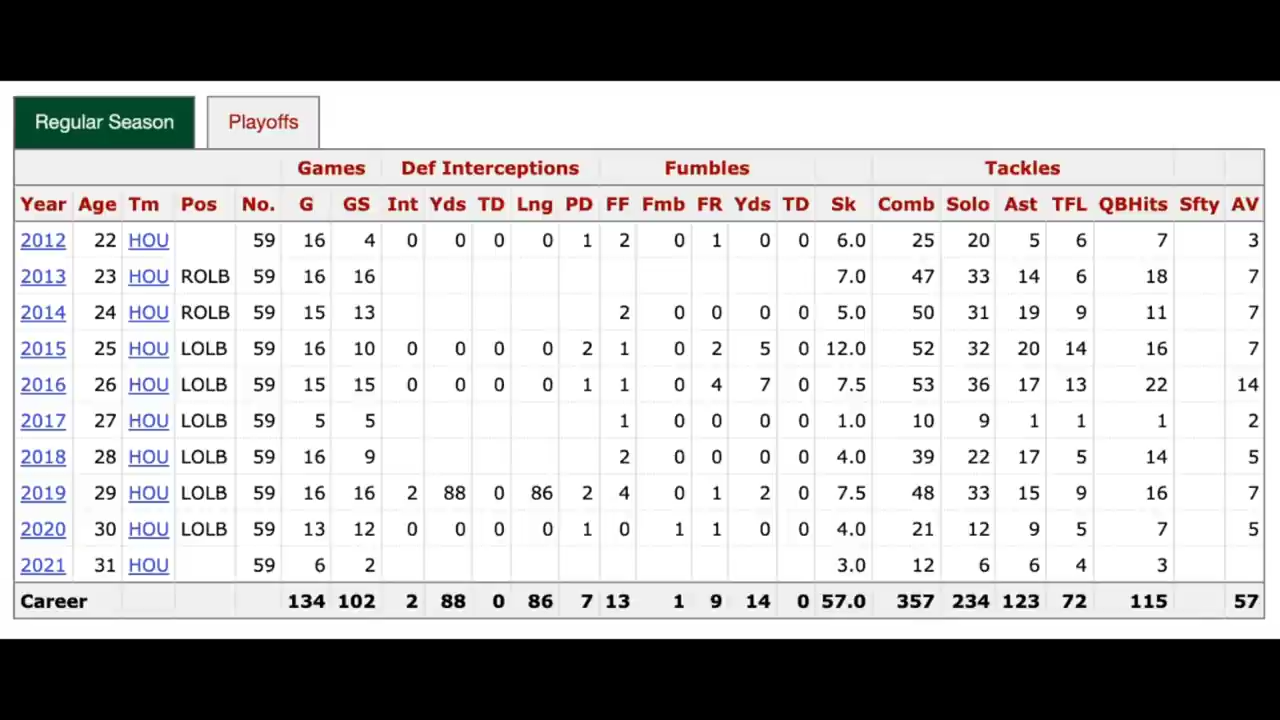 Regular Season Playoffs
Games Def Interceptions Fumbles Tackles
Year Age Tm Pos No. G GS Int Yds TD Lng PD FF Fmb FR Yds TD Sk Comb Solo Ast TFL QBHits Sfty AV
2012 22 HOU 59 16 4 0 0 0 0 1 2 0 1 0 0 6.0 25 20 5 6 7 3
2013 23 HOU ROLB 59 16 16 7.0 47 33 14 6 18 7
2014 24 HOU ROLB 59 15 13 2 0 0 0 0 5.0 50 31 19 9 11 7
2015 25 HOU LOLB 59 16 10 0 0 0 0 2 1 0 2 5 0 12.0 52 32 20 14 16 7
2016 26 HOU LOLB 59 15 15 0 0 0 0 1 1 0 4 7 0 7.5 53 36 17 13 22 14
2017 27 HOU LOLB 59 5 5 1 0 0 0 0 1.0 10 9 1 1 1 2
2018 28 HOU LOLB 59 16 9 2 0 0 0 0 4.0 39 22 17 5 14 5
2019 29 HOU LOLB 59 16 16 2 88 0 86 2 4 0 1 2 0 7.5 48 33 15 9 16 7
2020 30 HOU LOLB 59 13 12 0 0 0 0 1 0 1 1 0 0 4.0 21 12 9 5 7 5
2021 31 HOU 59 6 2 3.0 12 6 6 4 3
Career 134 102 2 88 0 86 7 13 1 9 14 0 57.0 357 234 123 72 115 57